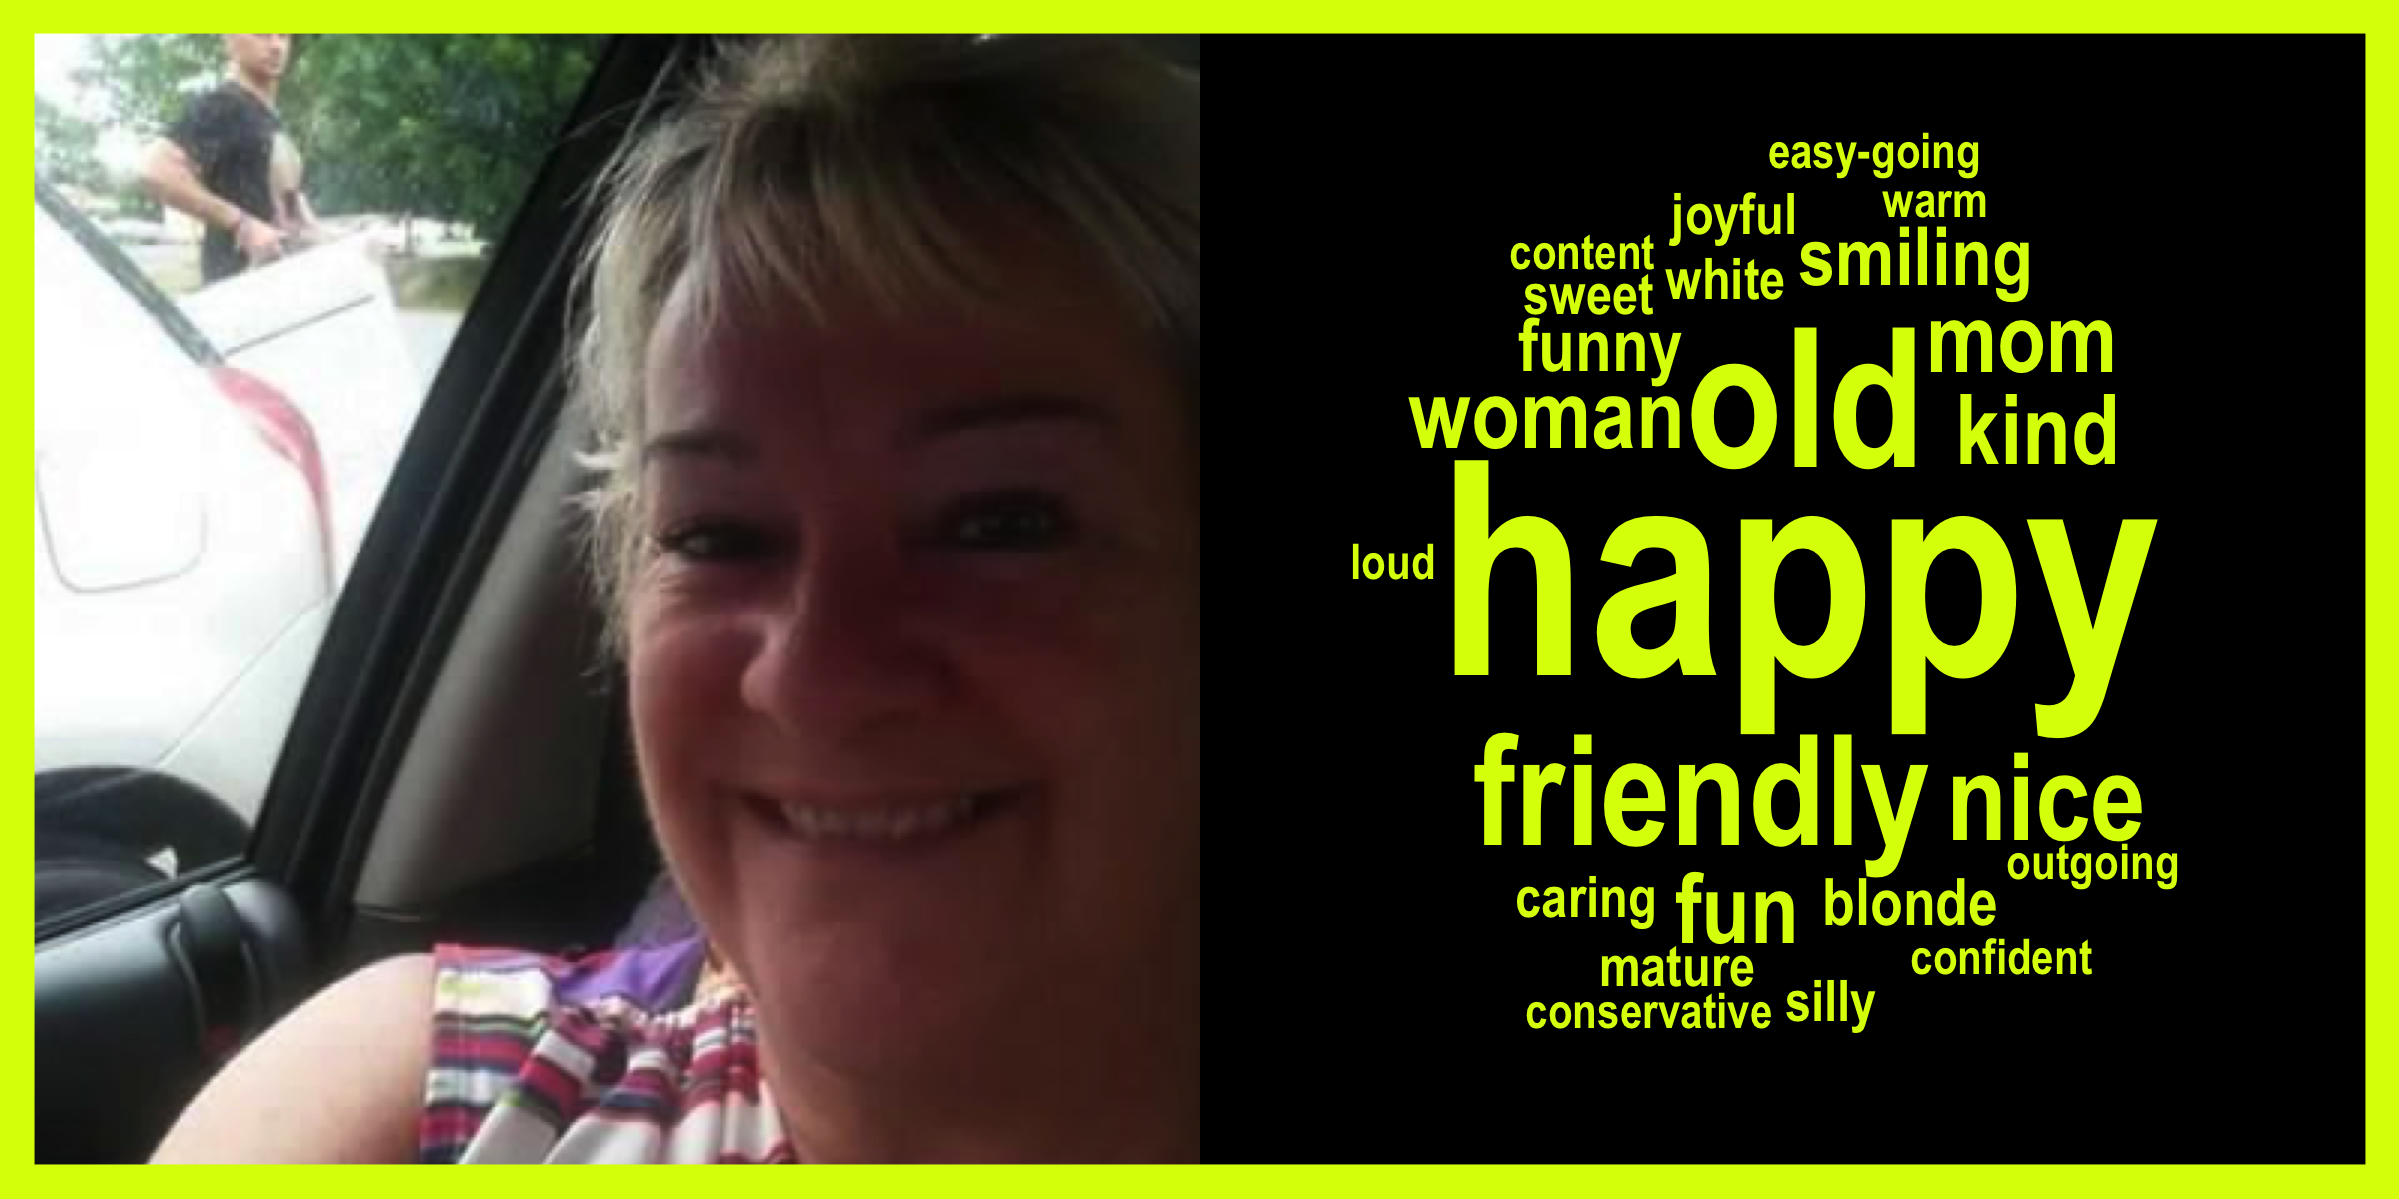 easy-going
joyful warm
content white smiling
sweet
funny old mom
woman kind
happy
loud
friendly nice
outgoing
caring fun blonde
mature confident
conservative silly